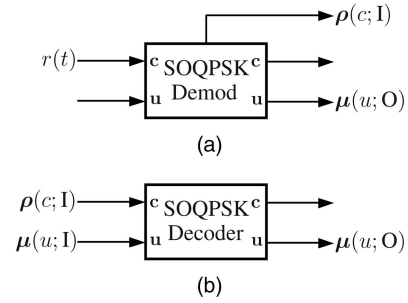 ρ(c; I)
r(t) c SOQPSK c
u Demod u μ(u; O)
(a)
ρ(c; I) c SOQPSK c
μ(u; I) u Decoder u μ(u; O)
(b)